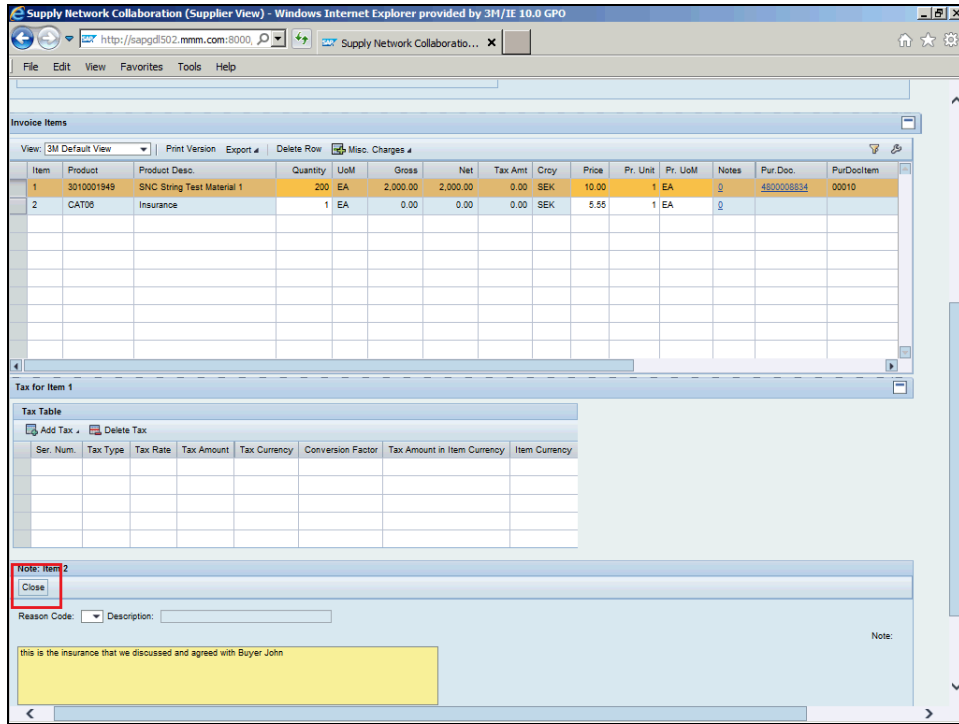 Supply Network Collaboration (Supplier View) - Windows Internet Explorer provided by 3M/IE 10.0 GPO
http://sapgdl502.mmm.com:8000, Supply Network Collaboratio...
File Edit View Favorites Tools Help
Invoice Items
View: 3M Default View Print Version Export Delete Row Misc. Charges
Item Product Product Desc. Quantity UoM Gross Net Tax Amt Crcy Price Pr. Unit Pr. UoM Notes Pur.Doc. PurDocItem
1 3010001949 SNC String Test Material 1 200 EA 2,000.00 2,000.00 0.00 SEK 10.00 1 EA 0 4800008834 00010
2 CAT06 Insurance 1 EA 0.00 0.00 0.00 SEK 5.55 1 EA 0
Tax for Item 1
Tax Table
Add Tax Delete Tax
Ser. Num. Tax Type Tax Rate Tax Amount Tax Currency Conversion Factor Tax Amount in Item Currency Item Currency
Note: Item 2
Close
Reason Code: Description:
Note:
this is the insurance that we discussed and agreed with Buyer John